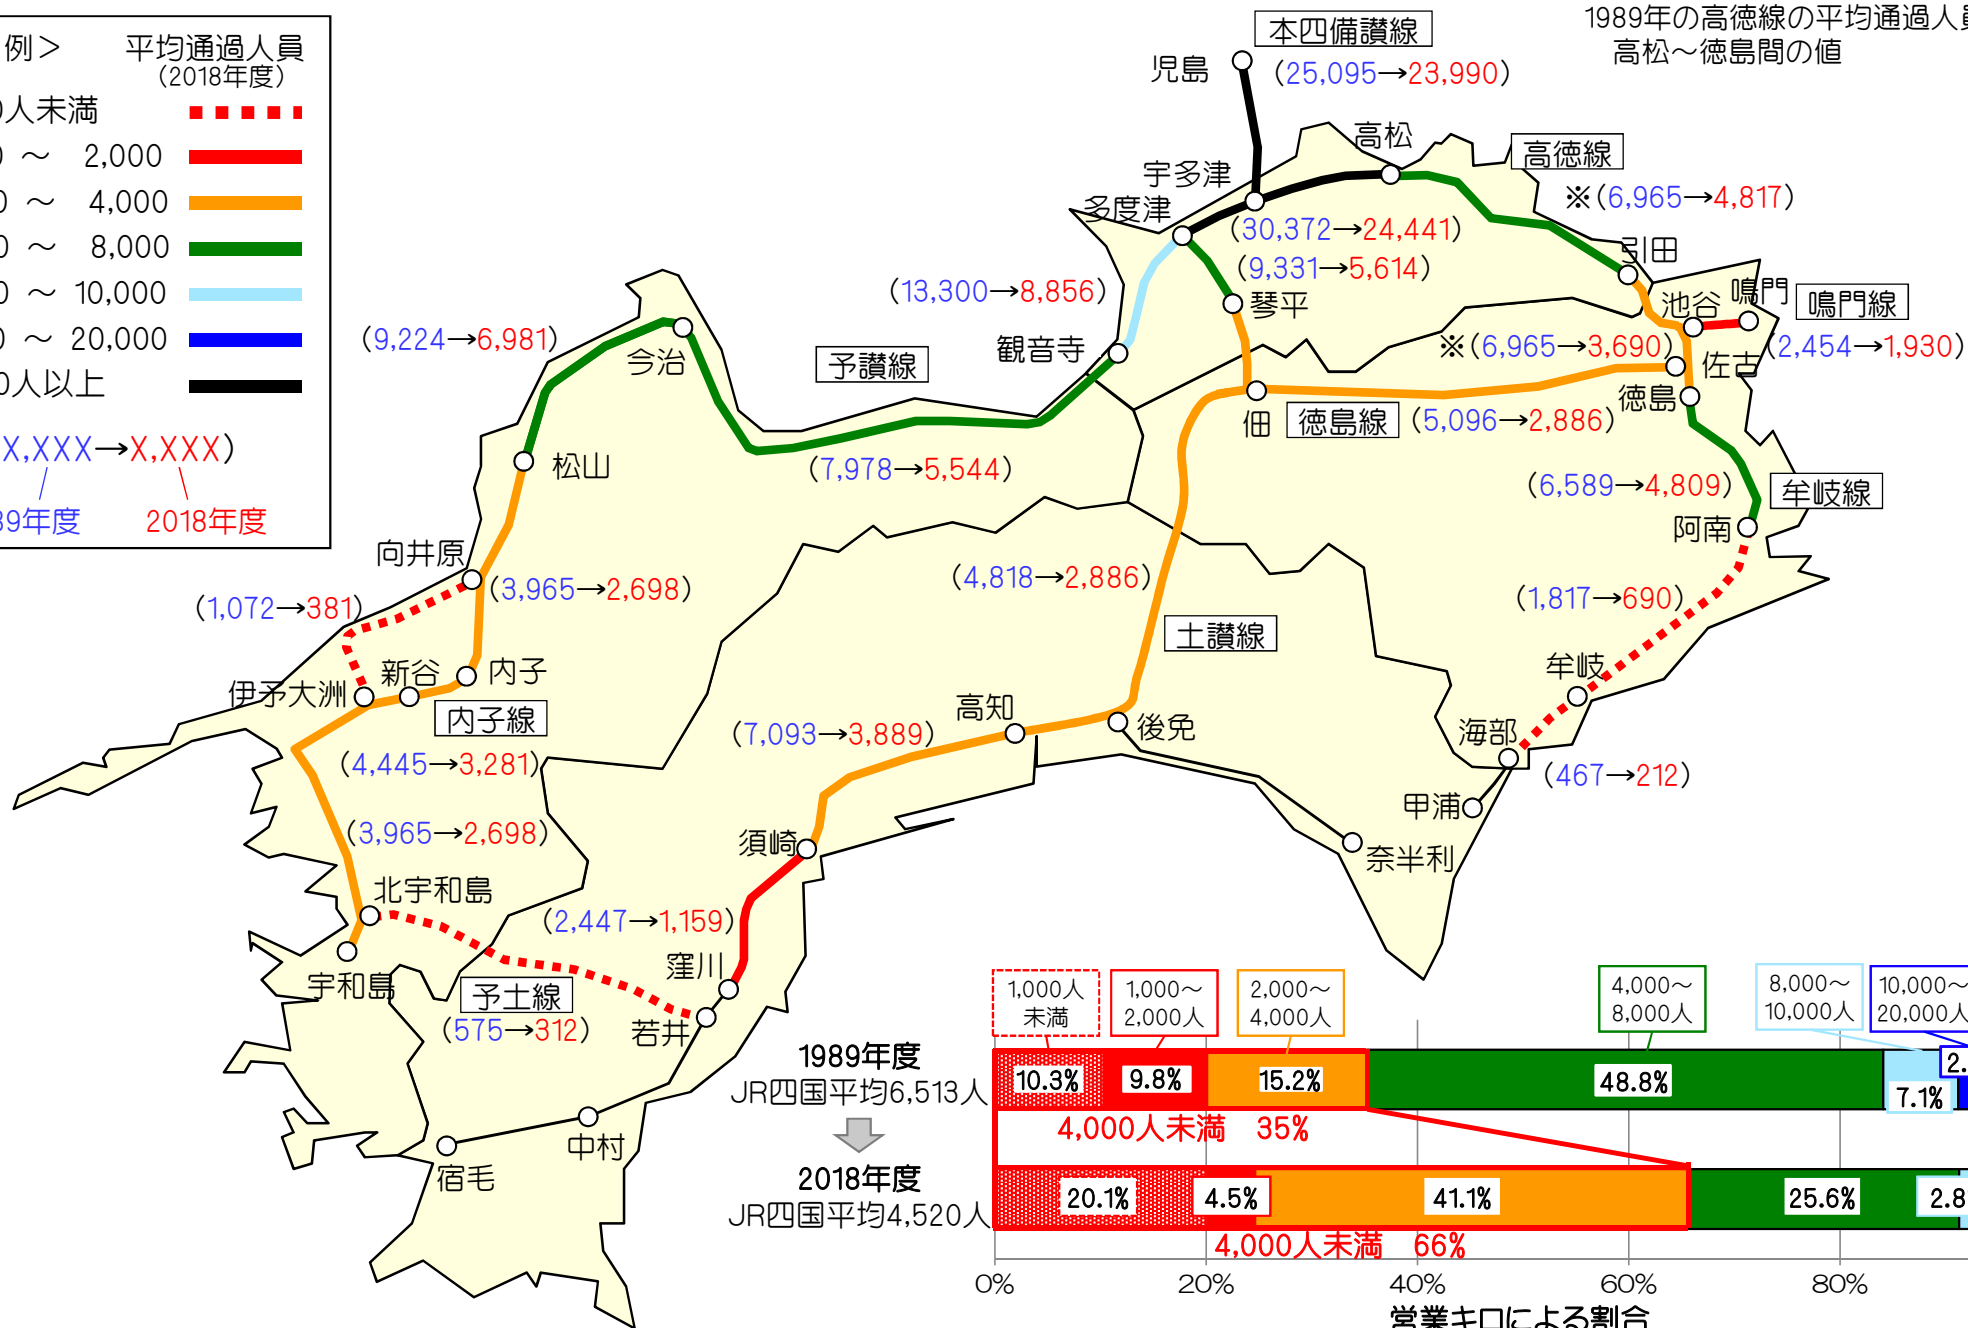 例＞ 平均通過人員
（2018年度）
人未満
～ 2,000
～ 4,000
～ 8,000
～ 10,000
～ 20,000
人以上
X,XXX→X,XXX）
39年度 2018年度
1989年の高徳線の平均通過人員
高松～徳島間の値
本四備讃線
児島
（25,095→23,990）
高松
高徳線
宇多津
多度津
※（6,965→4,817）
（30,372→24,441）
（9,331→5,614）
引田
（13,300→8,856）
琴平
池谷
鳴門
鳴門線
（9,224→6,981）
今治
予讃線
観音寺
※（6,965→3,690）
（2,454→1,930）
佐古
徳島
佃
徳島線
（5,096→2,886）
松山
（7,978→5,544）
（6,589→4,809）
牟岐線
阿南
向井原
（3,965→2,698）
（4,818→2,886）
（1,072→381）
（1,817→690）
土讃線
新谷
内子
伊予大洲
内子線
牟岐
高知
後免
海部
（7,093→3,889）
（4,445→3,281）
（467→212）
甲浦
（3,965→2,698）
須崎
奈半利
北宇和島
（2,447→1,159）
窪川
宇和島
予土線
（575→312）
若井
中村
宿毛
1,000人
未満
1,000～
2,000人
2,000～
4,000人
4,000～
8,000人
8,000～
10,000人
10,000～
20,000人
1989年度
JR四国平均6,513人
10.3% 9.8% 15.2% 48.8% 7.1% 2.
4,000人未満 35%
2018年度
JR四国平均4,520人
20.1% 4.5% 41.1% 25.6% 2.8
4,000人未満 66%
0% 20% 40% 60% 80%
営業キロによる割合